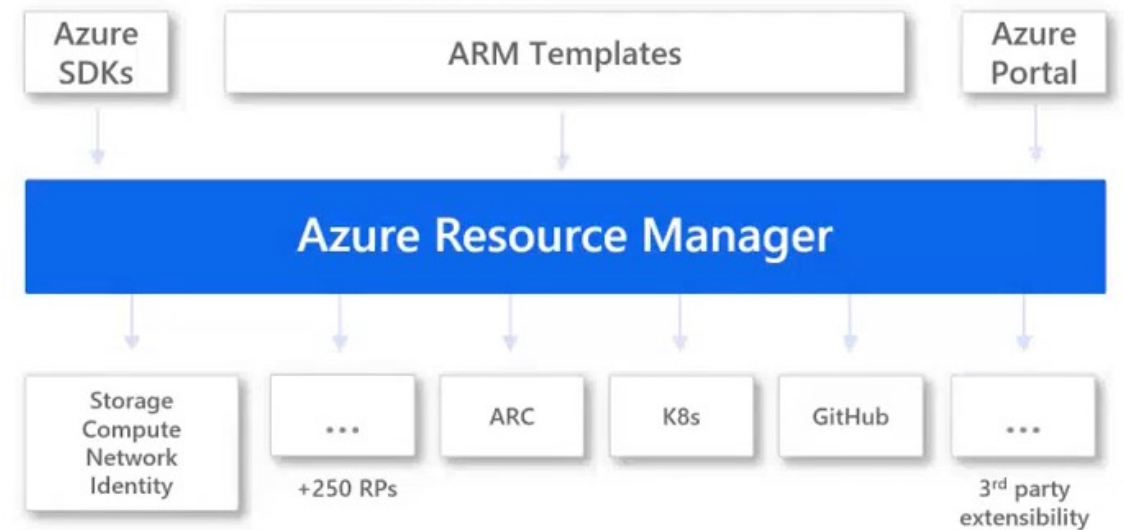 Azure
SDKs
ARM Templates
Azure
Portal
Azure Resource Manager
Storage
Compute
Network
Identity
...
+250 RPs
ARC
K8s
GitHub
...
3rd party
extensibility